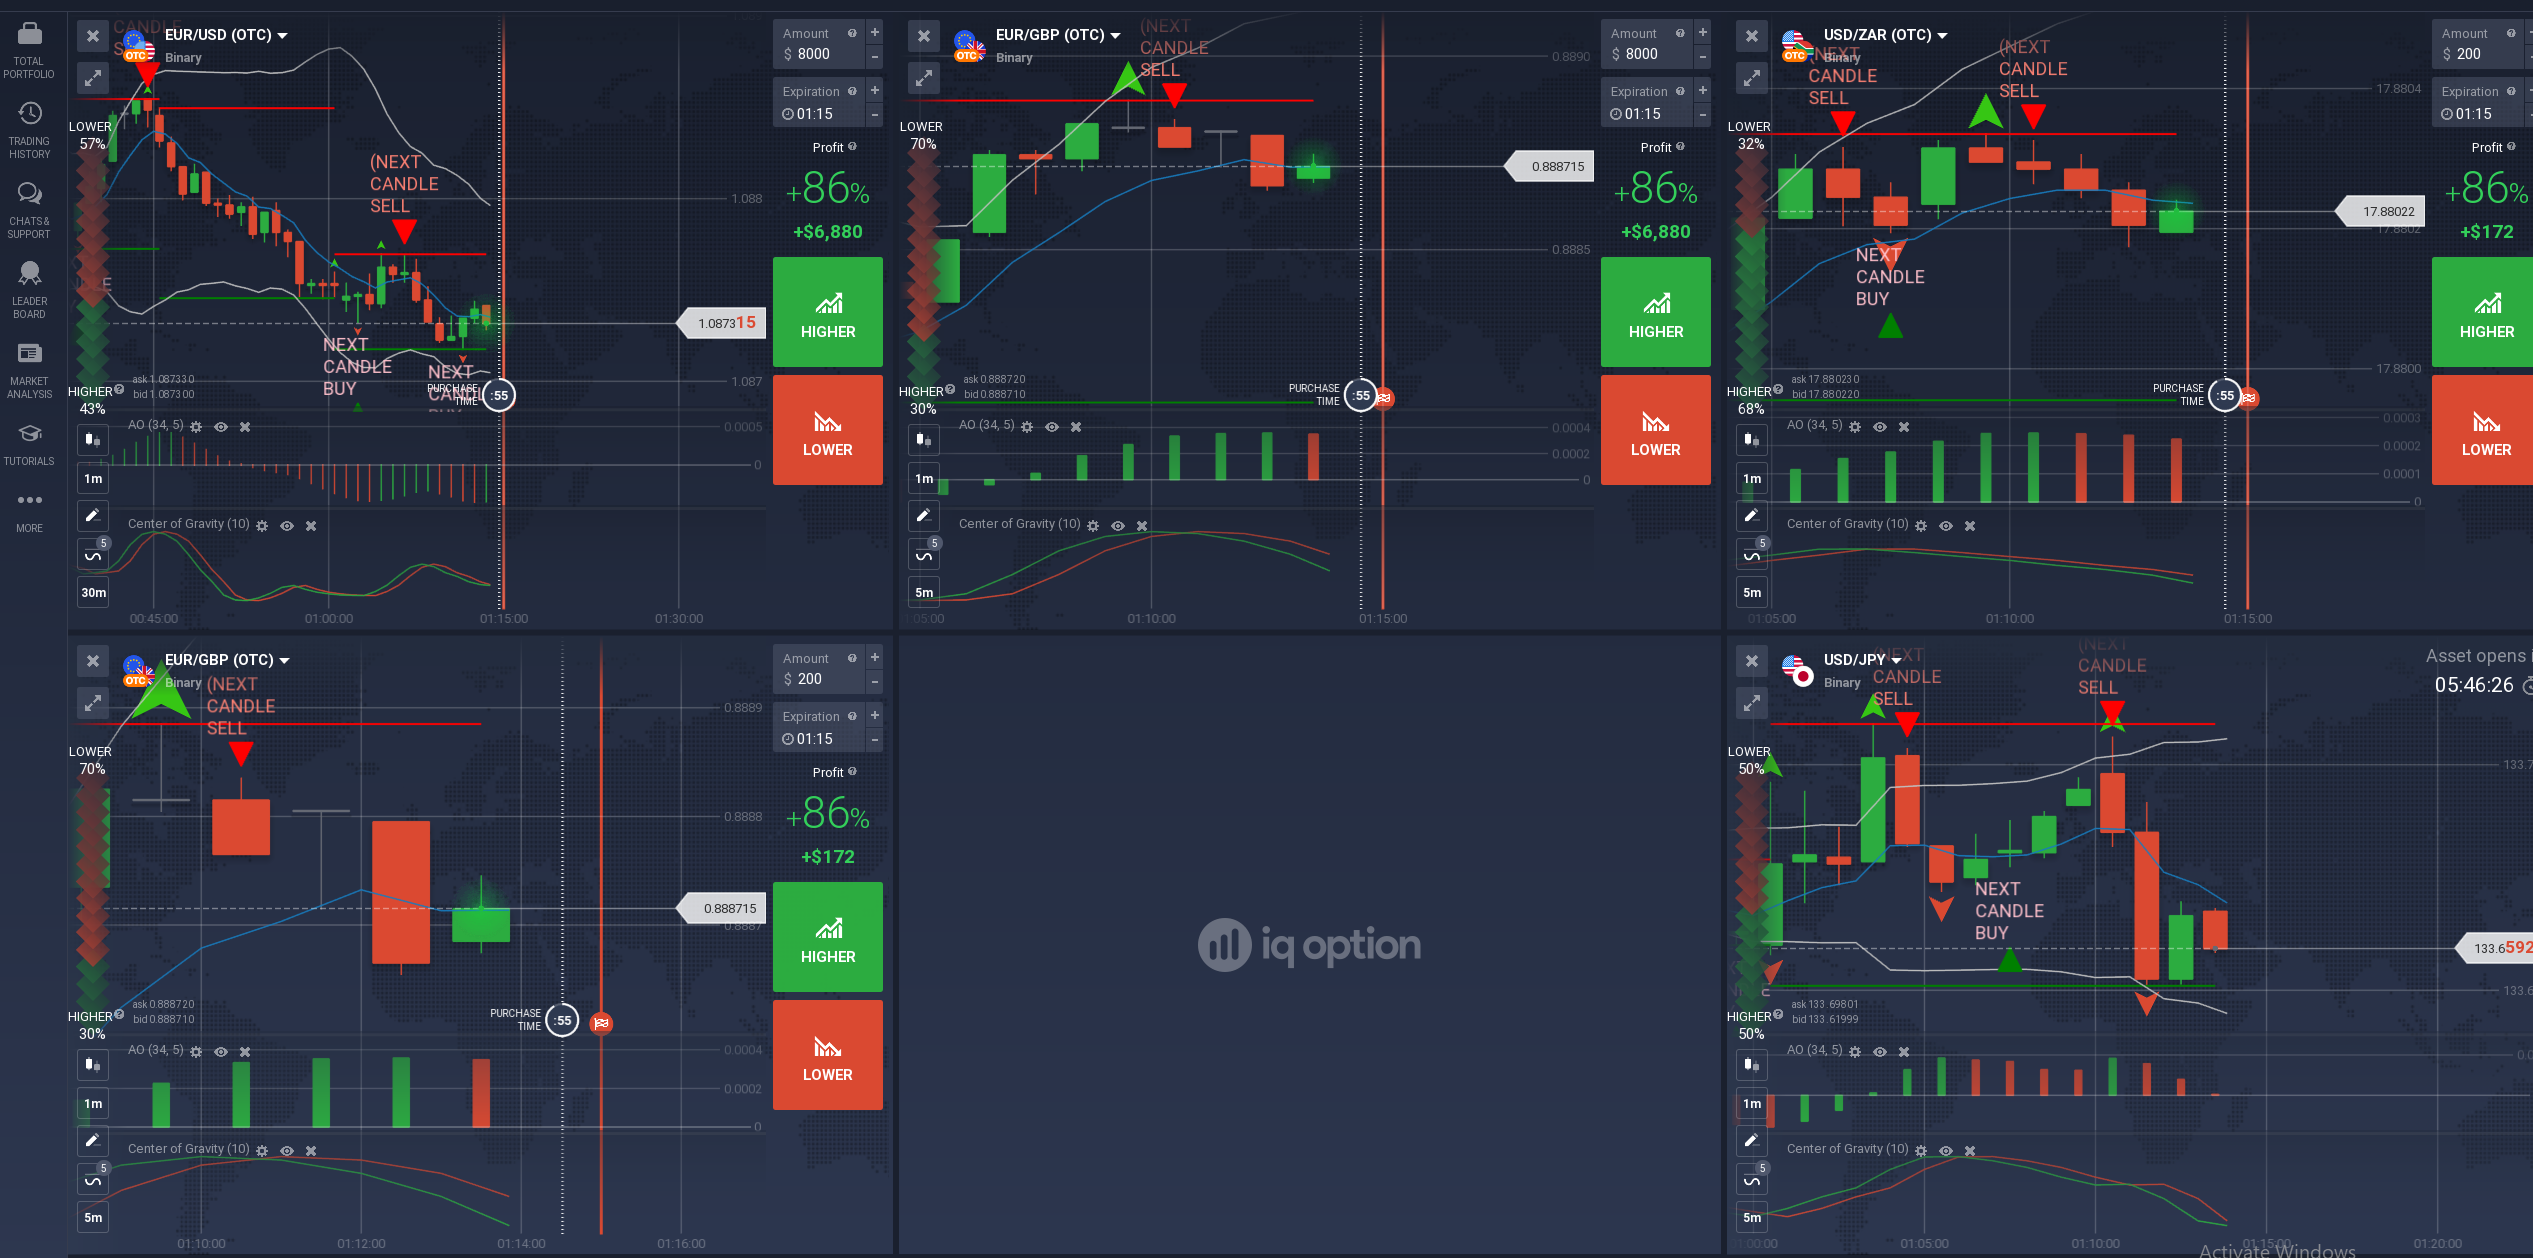 TOTAL
PORTFOLIO
TRADING
HISTORY
CHATS &
SUPPORT
LEADER
BOARD
MARKET
ANALYSIS
TUTORIALS
MORE
EUR/USD (OTC)
OTC
Binary
CANDLE
LOWER
57%
(NEXT
CANDLE
SELL
NEXT
CANDLE
BUY
NEXT
CANDLE
BUY
1.088
1.087315
1.087
HIGHER
43%
ask 1.087330
bid 1.087300
PURCHASE
TIME
:55
AO (34, 5)
0.0005
0
1m
Center of Gravity (10)
5
30m
00:45:00
01:00:00
01:15:00
01:30:00
Amount
$ 8000
Expiration
01:15
Profit
+86%
+$6,880
HIGHER
LOWER
EUR/GBP (OTC)
OTC
Binary
(NEXT
CANDLE
SELL
LOWER
70%
0.8890
0.888715
0.8885
HIGHER
30%
ask 0.888720
bid 0.888710
PURCHASE
TIME
:55
AO (34, 5)
0.0004
0.0002
0
1m
Center of Gravity (10)
5
5m
:05:00
01:10:00
01:15:00
Amount
$ 8000
Expiration
01:15
Profit
+86%
+$6,880
HIGHER
LOWER
USD/ZAR (OTC)
OTC
Binary
(NEXT
CANDLE
SELL
(NEXT
CANDLE
SELL
LOWER
32%
NEXT
CANDLE
BUY
17.8804
17.88022
17.8802
17.8800
HIGHER
68%
ask 17.880230
bid 17.880220
PURCHASE
TIME
:55
AO (34, 5)
0.0003
0.0002
0.0001
0
1m
Center of Gravity (10)
5
5m
01:05:00
01:10:00
01:15:00
Amount
$ 200
Expiration
01:15
Profit
+86%
+$172
HIGHER
LOWER
EUR/GBP (OTC)
OTC
Binary
(NEXT
CANDLE
SELL
LOWER
70%
0.8889
0.8888
0.888715
0.8887
HIGHER
30%
ask 0.888720
bid 0.888710
PURCHASE
TIME
:55
AO (34, 5)
0.0004
0.0002
0
1m
Center of Gravity (10)
5
5m
01:10:00
01:12:00
01:14:00
01:16:00
Amount
$ 200
Expiration
01:15
Profit
+86%
+$172
HIGHER
LOWER
iq option
USD/JPY
Binary
(NEXT
CANDLE
SELL
(NEXT
CANDLE
SELL
Asset opens i
05:46:26
LOWER
50%
NEXT
CANDLE
BUY
133.7
133.6592
133.6
HIGHER
50%
ask 133.69801
bid 133.61999
AO (34, 5)
0.0
1m
Center of Gravity (10)
5
5m
01:00:00
01:05:00
01:10:00
01:15:00
01:20:00
Activate Windows